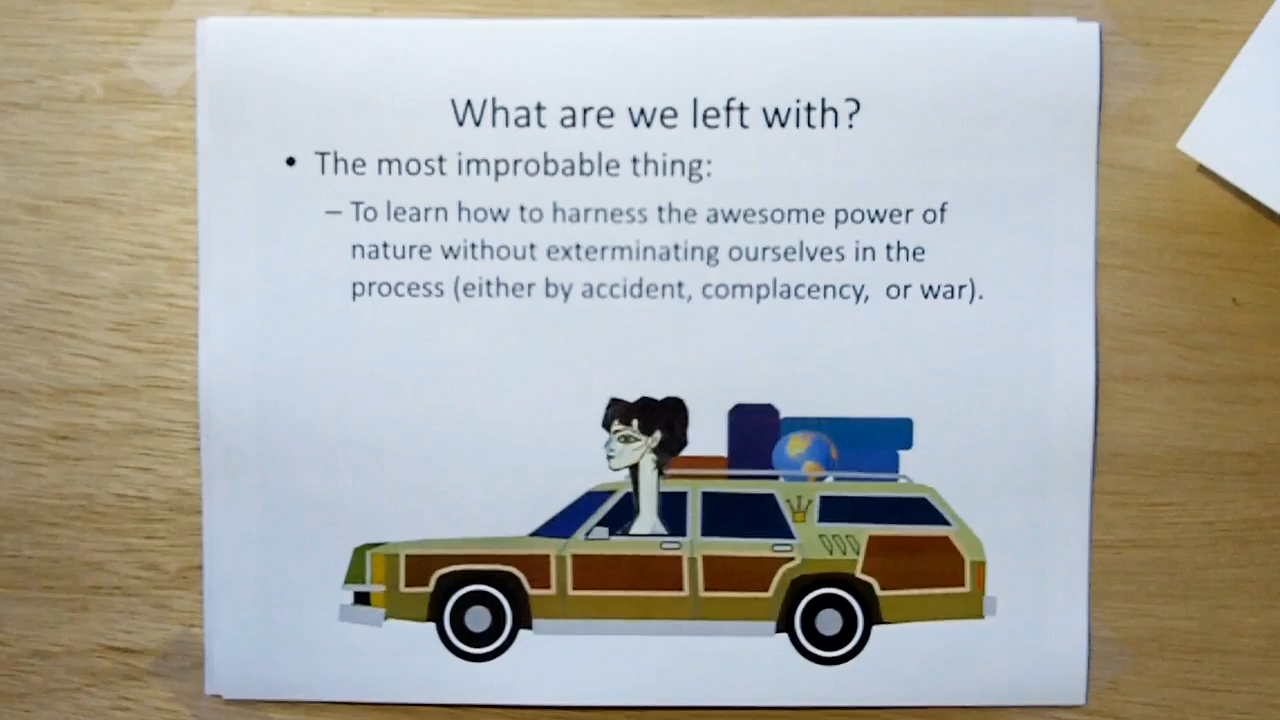 What are we left with?
• The most improbable thing:
– To learn how to harness the awesome power of
nature without exterminating ourselves in the
process (either by accident, complacency,  or war).